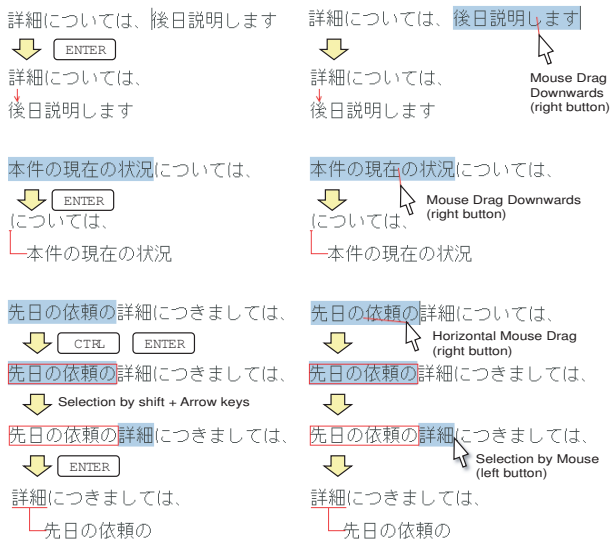 詳細については、後日説明します
ENTER
詳細については、
後日説明します
詳細については、後日説明します
Mouse Drag
Downwards
(right button)
詳細については、
後日説明します
本件の現在の状況については、
ENTER
については、
本件の現在の状況
本件の現在の状況については、
Mouse Drag Downwards
(right button)
については、
本件の現在の状況
先日の依頼の詳細につきましては、
CTRL ENTER
先日の依頼の詳細につきましては、
Selection by shift + Arrow keys
先日の依頼の詳細につきましては、
ENTER
詳細につきましては、
先日の依頼の
先日の依頼の詳細については、
Horizontal Mouse Drag
(right button)
先日の依頼の詳細につきましては、
先日の依頼の詳細につきましては、
Selection by Mouse
(left button)
詳細につきましては、
先日の依頼の